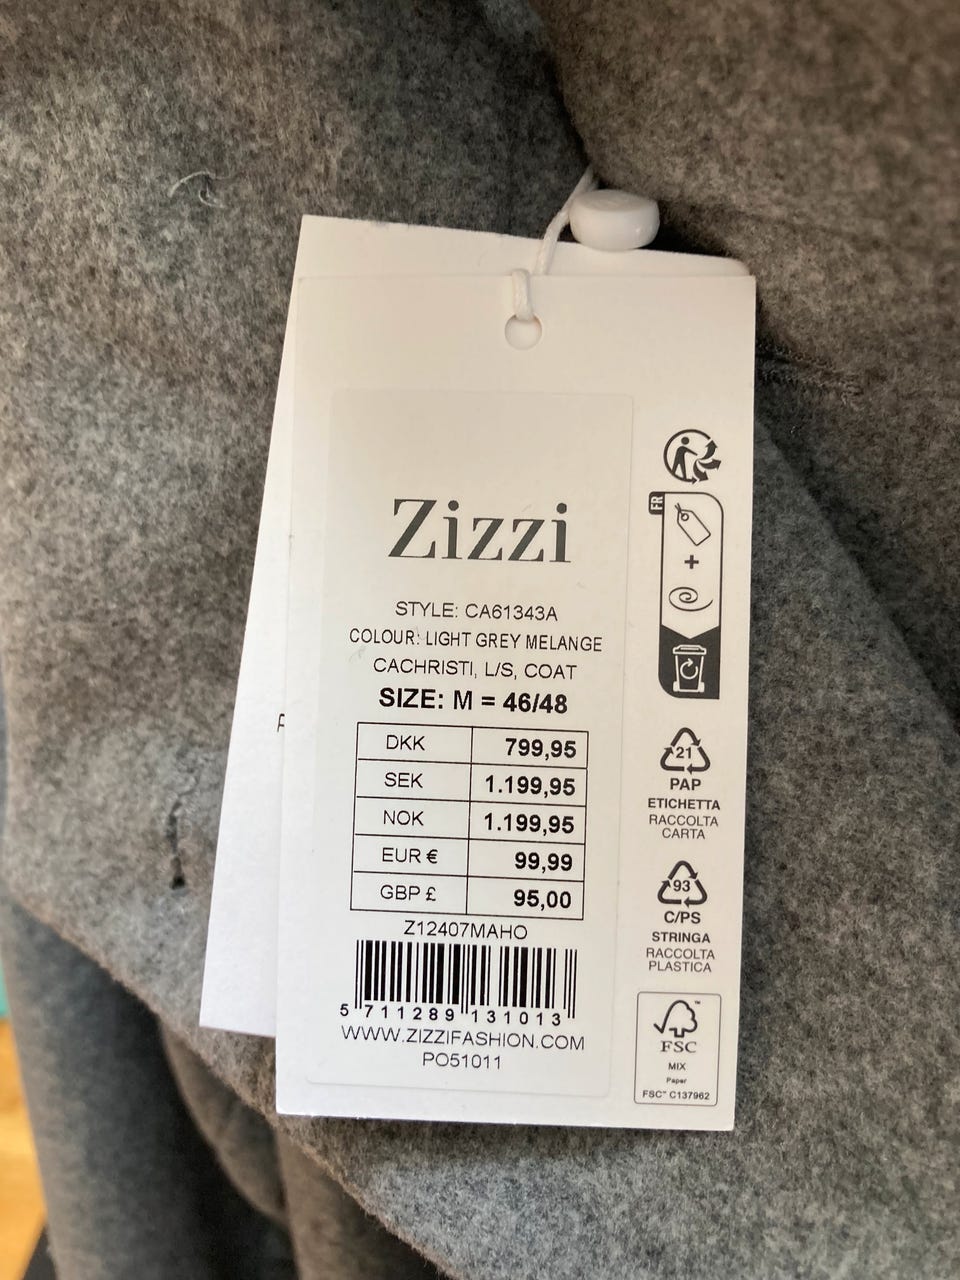 Zizzi
STYLE: CA61343A
COLOUR: LIGHT GREY MELANGE
CACHRISTI, L/S, COAT
SIZE: M = 46/48
DKK 799,95
SEK 1.199,95
NOK 1.199,95
EUR € 99,99
GBP £ 95,00
Z12407MAHO
5 711289 131013
WWW.ZIZZIFASHION.COM
PO51011
FR
+
21
PAP
ETICHETTA
RACCOLTA
CARTA
93
C/PS
STRINGA
RACCOLTA
PLASTICA
FSC™
MIX
Paper
FSC™ C137962